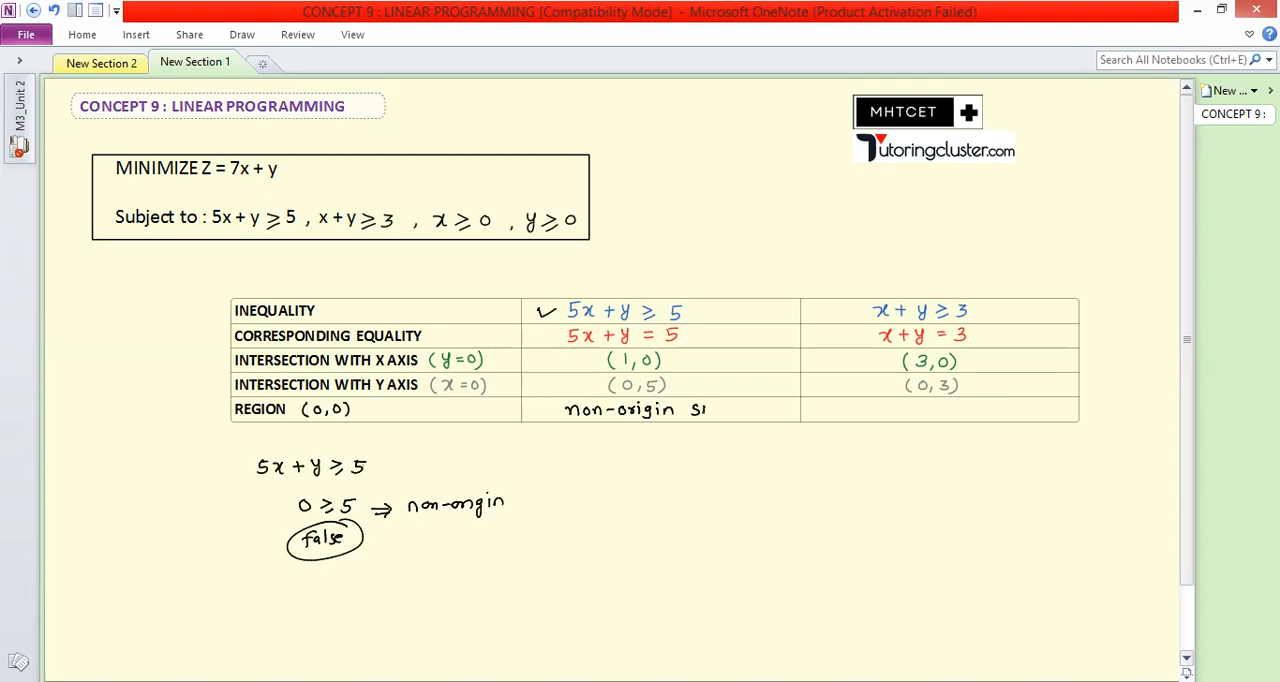 CONCEPT 9 : LINEAR PROGRAMMING [Compatibility Mode] - Microsoft OneNote (Product Activation Failed)
File Home Insert Share Draw Review View
New Section 2 New Section 1 Search All Notebooks (Ctrl+E)
M3_Unit 2
New ...
CONCEPT 9 :
CONCEPT 9 : LINEAR PROGRAMMING
MHTCET
Tutoringcluster.com
MINIMIZE Z = 7x + y
Subject to : 5x + y ≥ 5 , x + y ≥ 3 , x ≥ 0 , y ≥ 0
INEQUALITY ✓ 5x + y ≥ 5 x + y ≥ 3
CORRESPONDING EQUALITY 5x + y = 5 x + y = 3
INTERSECTION WITH X AXIS (y=0) (1,0) (3,0)
INTERSECTION WITH Y AXIS (x=0) (0,5) (0,3)
REGION (0,0) non-origin si
5x + y ≥ 5
0 ≥ 5 ⇒ non-origin
false